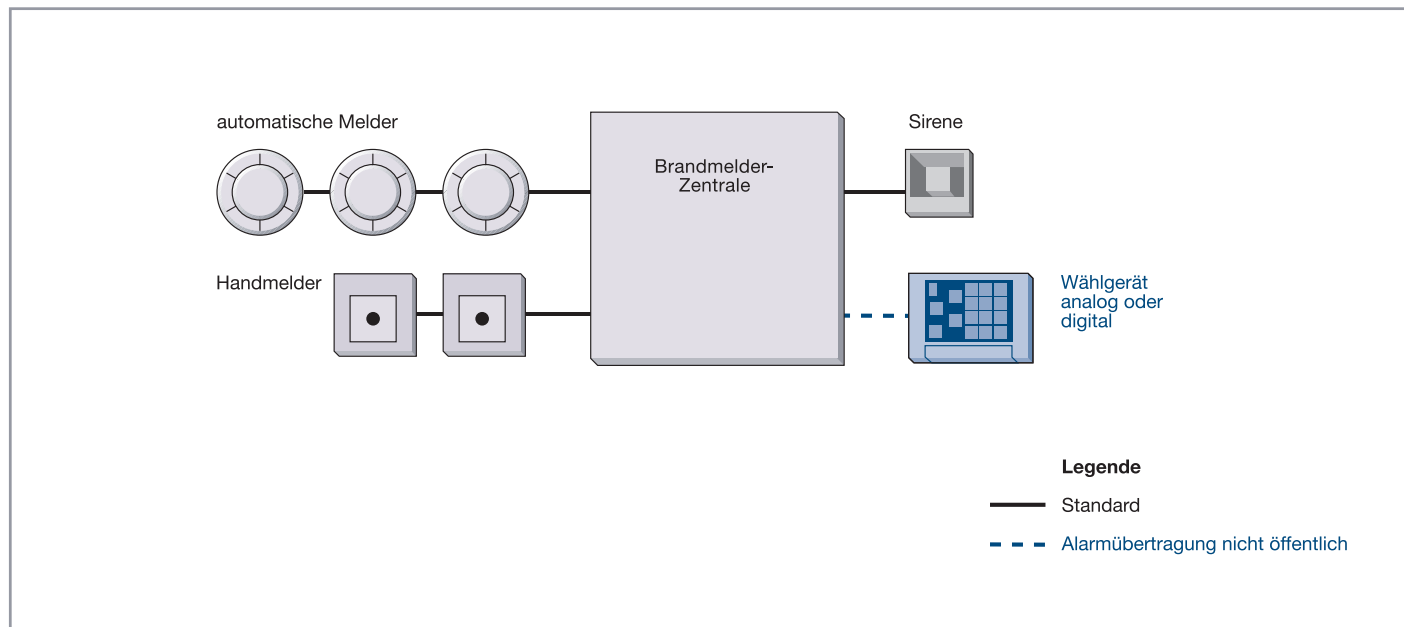 automatische Melder
Brandmelder-
Zentrale
Sirene
Handmelder
Wählgerät
analog oder
digital
Legende
Standard
Alarmübertragung nicht öffentlich